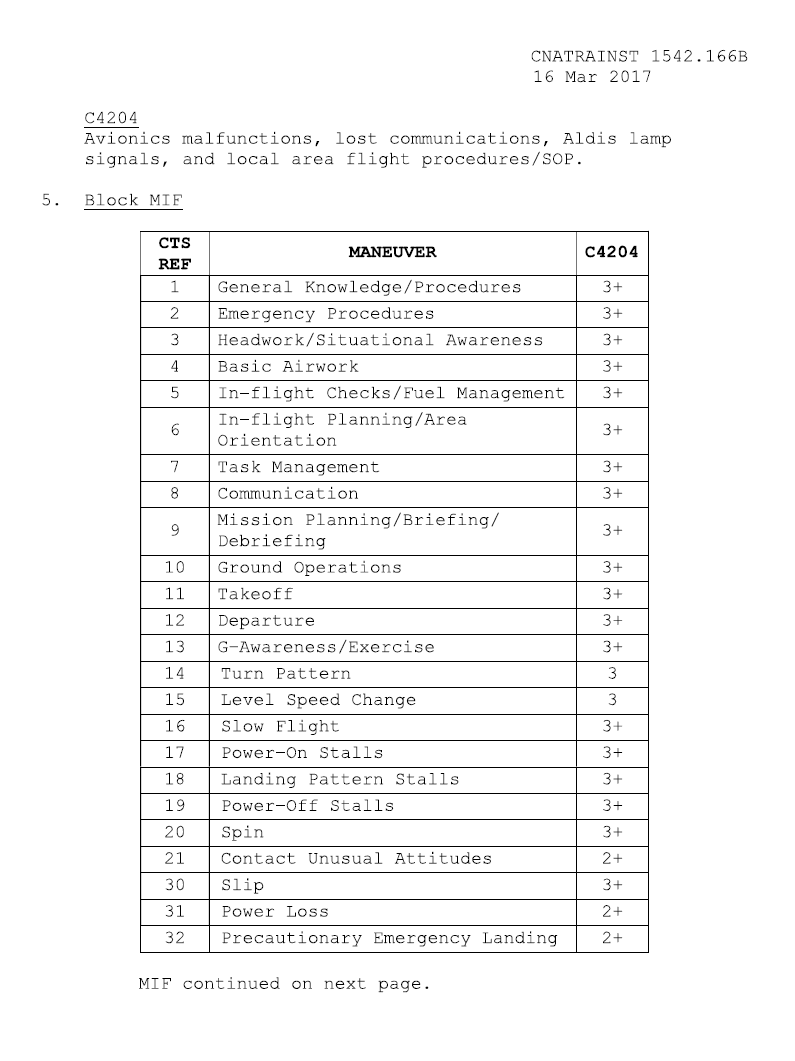 CNATRAINST 1542.166B
16 Mar 2017
C4204
Avionics malfunctions, lost communications, Aldis lamp
signals, and local area flight procedures/SOP.
5. Block MIF
CTS
REF
MANEUVER
C4204
1 General Knowledge/Procedures 3+
2 Emergency Procedures 3+
3 Headwork/Situational Awareness 3+
4 Basic Airwork 3+
5 In-flight Checks/Fuel Management 3+
6 In-flight Planning/Area
Orientation 3+
7 Task Management 3+
8 Communication 3+
9 Mission Planning/Briefing/
Debriefing 3+
10 Ground Operations 3+
11 Takeoff 3+
12 Departure 3+
13 G-Awareness/Exercise 3+
14 Turn Pattern 3
15 Level Speed Change 3
16 Slow Flight 3+
17 Power-On Stalls 3+
18 Landing Pattern Stalls 3+
19 Power-Off Stalls 3+
20 Spin 3+
21 Contact Unusual Attitudes 2+
30 Slip 3+
31 Power Loss 2+
32 Precautionary Emergency Landing 2+
MIF continued on next page.